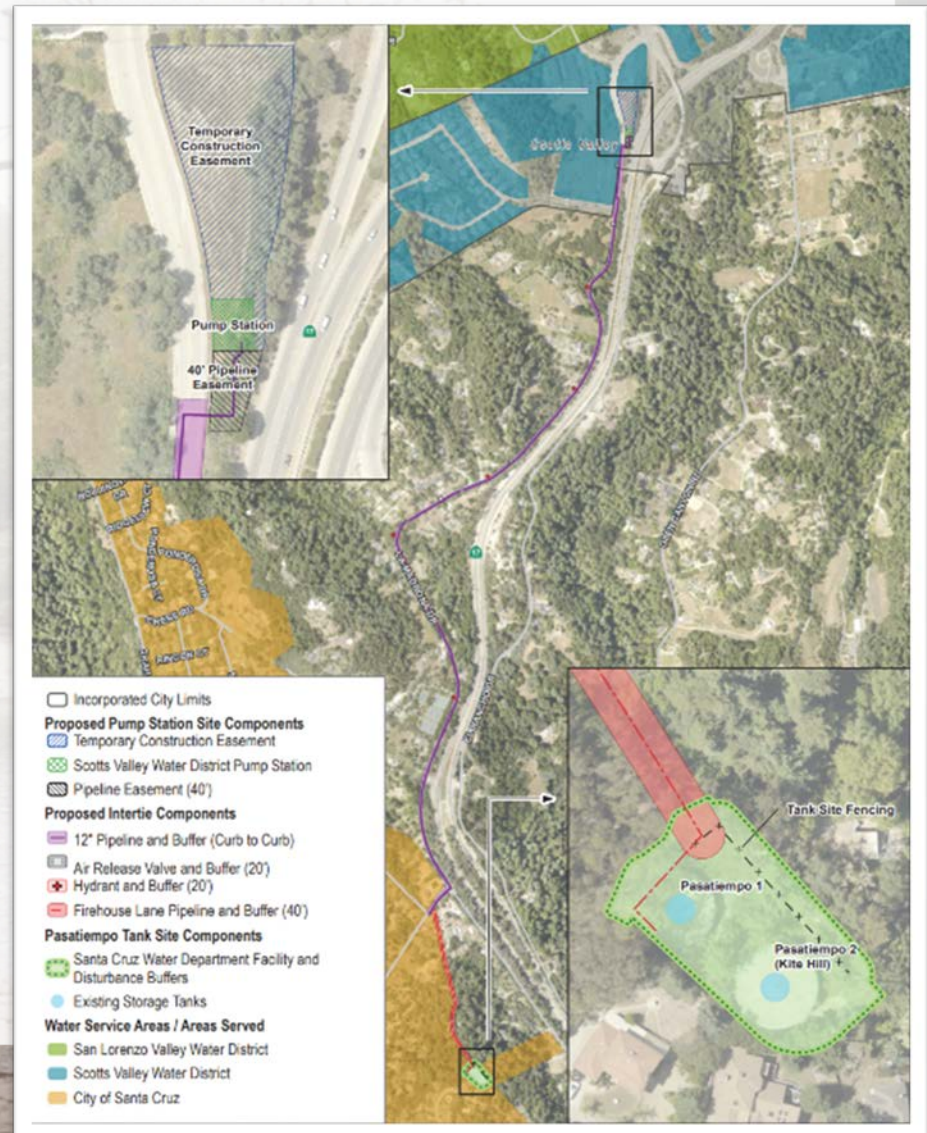 Temporary
Construction
Easement
Pump Station
17
40' Pipeline
Easement
Scotts Valley
17
Incorporated City Limits
Proposed Pump Station Site Components
Temporary Construction Easement
Scotts Valley Water District Pump Station
Pipeline Easement (40')
Proposed Intertie Components
12" Pipeline and Buffer (Curb to Curb)
Air Release Valve and Buffer (20')
Hydrant and Buffer (20')
Firehouse Lane Pipeline and Buffer (40')
Pasatiempo Tank Site Components
Santa Cruz Water Department Facility and
Disturbance Buffers
Existing Storage Tanks
Water Service Areas / Areas Served
San Lorenzo Valley Water District
Scotts Valley Water District
City of Santa Cruz
Tank Site Fencing
Pasatiempo 1
Pasatiempo 2
(Kite Hill)